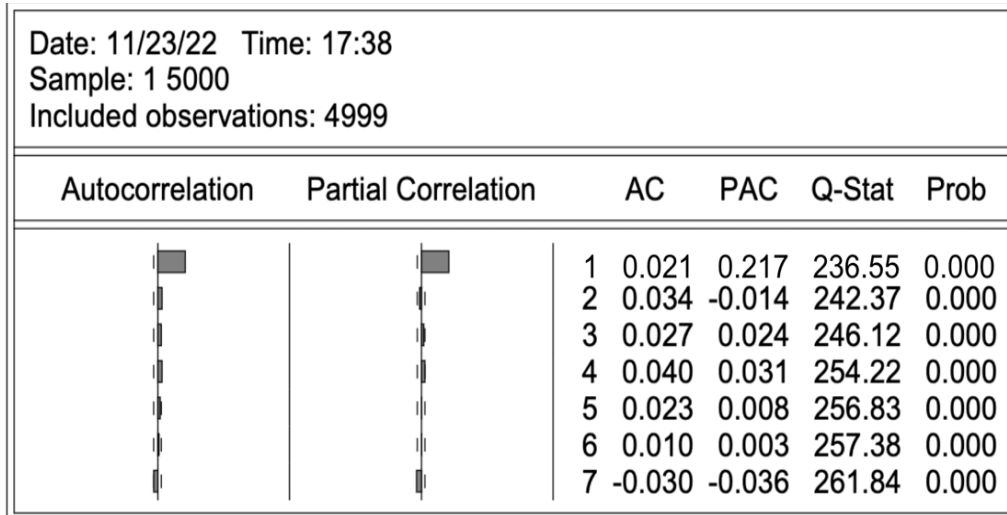 Date: 11/23/22 Time: 17:38
Sample: 1 5000
Included observations: 4999
Autocorrelation Partial Correlation AC PAC Q-Stat Prob
1 0.021 0.217 236.55 0.000
2 0.034 -0.014 242.37 0.000
3 0.027 0.024 246.12 0.000
4 0.040 0.031 254.22 0.000
5 0.023 0.008 256.83 0.000
6 0.010 0.003 257.38 0.000
7 -0.030 -0.036 261.84 0.000